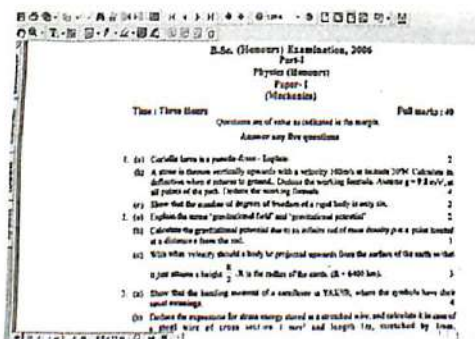 B.Sc. (Honours) Examination, 2006
Part-I
Physics (Honours)
Paper- I
(Mechanics)
Time : Three Hours Full marks : 40
Questions are of value as indicated in the margin.
Answer any five questions
1. (a) Coriolis force is a pseudo-force - Explain 2
(b) A stone is thrown vertically upwards with a velocity 100m/s at latitude Calculate its
deflection when it returns to ground. Deduce the working formula. Assume g = 9.8 m/s², at
all points of the path. Deduce the working formula. 4
(c) Show that the number of degrees of freedom of a rigid body is only six. 2
2. (a) Explain the terms "gravitational field" and "gravitational potential" 2
(b) Calculate the gravitational potential due to an infinite rod of mass density ρ at a point located
at a distance from the rod. 3
(c) With what velocity should a body be projected upwards from the surface of the earth so that
it just attains a height R/2. R is the radius of the earth. (R = 6400 km). 3
3. (a) Show that the bending moment of a cantilever is where the symbols have their
usual meanings. 4
(b) Deduce the expression for strain energy stored in a stretched wire, and calculate it in case of
a steel wire of cross section 1 mm² and length stretched by